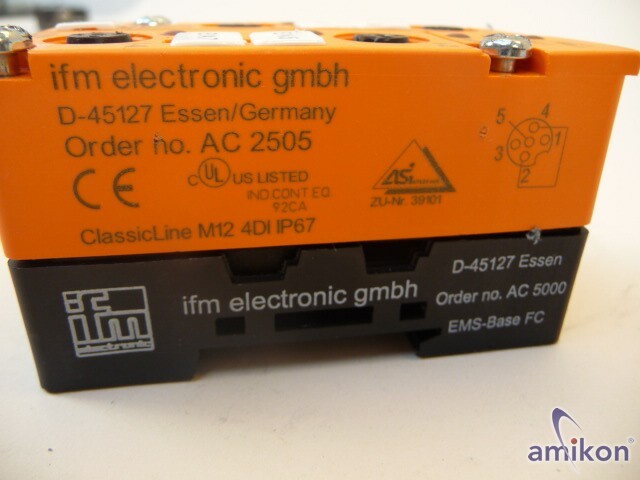 ifm electronic gmbh
D-45127 Essen/Germany
Order no. AC 2505
5
4
1
3
2
CE
c UL US LISTED
IND.CONT.EQ.
92CA
ASi
ZU-Nr. 39101
ClassicLine M12 4DI IP67
ifm
electronic
ifm electronic gmbh
D-45127 Essen
Order no. AC 5000
EMS-Base FC
amikon®